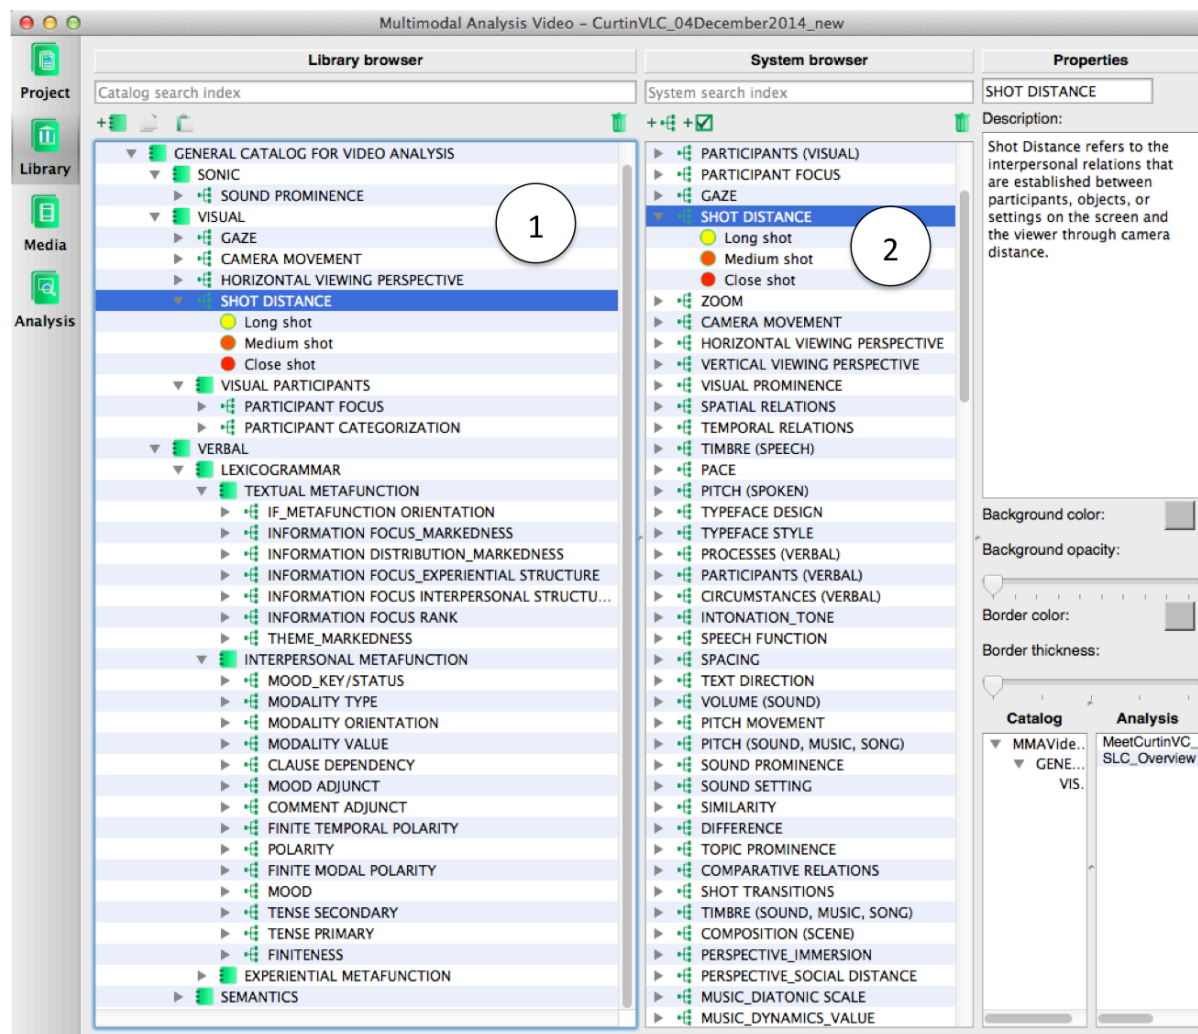 Multimodal Analysis Video – CurtinVLC_04December2014_new
Project
Library
Media
Analysis
Library browser
Catalog search index
GENERAL CATALOG FOR VIDEO ANALYSIS
SONIC
SOUND PROMINENCE
VISUAL
GAZE
CAMERA MOVEMENT
HORIZONTAL VIEWING PERSPECTIVE
SHOT DISTANCE
Long shot
Medium shot
Close shot
VISUAL PARTICIPANTS
PARTICIPANT FOCUS
PARTICIPANT CATEGORIZATION
VERBAL
LEXICOGRAMMAR
TEXTUAL METAFUNCTION
IF_METAFUNCTION ORIENTATION
INFORMATION FOCUS_MARKEDNESS
INFORMATION DISTRIBUTION_MARKEDNESS
INFORMATION FOCUS_EXPERIENTIAL STRUCTURE
INFORMATION FOCUS INTERPERSONAL STRUCTU...
INFORMATION FOCUS RANK
THEME_MARKEDNESS
INTERPERSONAL METAFUNCTION
MOOD_KEY/STATUS
MODALITY TYPE
MODALITY ORIENTATION
MODALITY VALUE
CLAUSE DEPENDENCY
MOOD ADJUNCT
COMMENT ADJUNCT
FINITE TEMPORAL POLARITY
POLARITY
FINITE MODAL POLARITY
MOOD
TENSE SECONDARY
TENSE PRIMARY
FINITENESS
EXPERIENTIAL METAFUNCTION
SEMANTICS
1
System browser
System search index
PARTICIPANTS (VISUAL)
PARTICIPANT FOCUS
GAZE
SHOT DISTANCE
Long shot
Medium shot
Close shot
2
ZOOM
CAMERA MOVEMENT
HORIZONTAL VIEWING PERSPECTIVE
VERTICAL VIEWING PERSPECTIVE
VISUAL PROMINENCE
SPATIAL RELATIONS
TEMPORAL RELATIONS
TIMBRE (SPEECH)
PACE
PITCH (SPOKEN)
TYPEFACE DESIGN
TYPEFACE STYLE
PROCESSES (VERBAL)
PARTICIPANTS (VERBAL)
CIRCUMSTANCES (VERBAL)
INTONATION_TONE
SPEECH FUNCTION
SPACING
TEXT DIRECTION
VOLUME (SOUND)
PITCH MOVEMENT
PITCH (SOUND, MUSIC, SONG)
SOUND PROMINENCE
SOUND SETTING
SIMILARITY
DIFFERENCE
TOPIC PROMINENCE
COMPARATIVE RELATIONS
SHOT TRANSITIONS
TIMBRE (SOUND, MUSIC, SONG)
COMPOSITION (SCENE)
PERSPECTIVE_IMMERSION
PERSPECTIVE_SOCIAL DISTANCE
MUSIC_DIATONIC SCALE
MUSIC_DYNAMICS_VALUE
Properties
SHOT DISTANCE
Description:
Shot Distance refers to the
interpersonal relations that
are established between
participants, objects, or
settings on the screen and
the viewer through camera
distance.
Background color:
Background opacity:
Border color:
Border thickness:
Catalog
MMAVide..
GENE...
VIS.
Analysis
MeetCurtinVC_
SLC_Overview